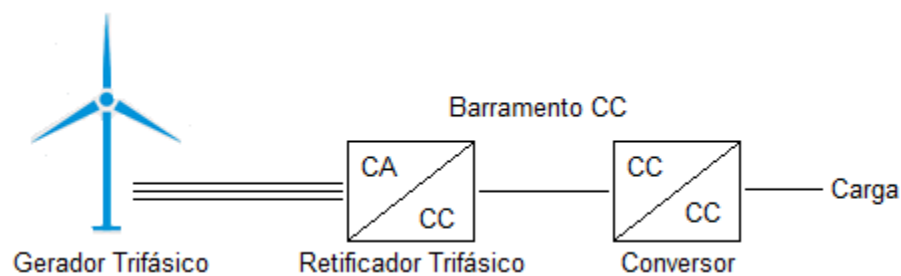 Barramento CC
CA
CC
CC
CC
Carga
Gerador Trifásico
Retificador Trifásico
Conversor